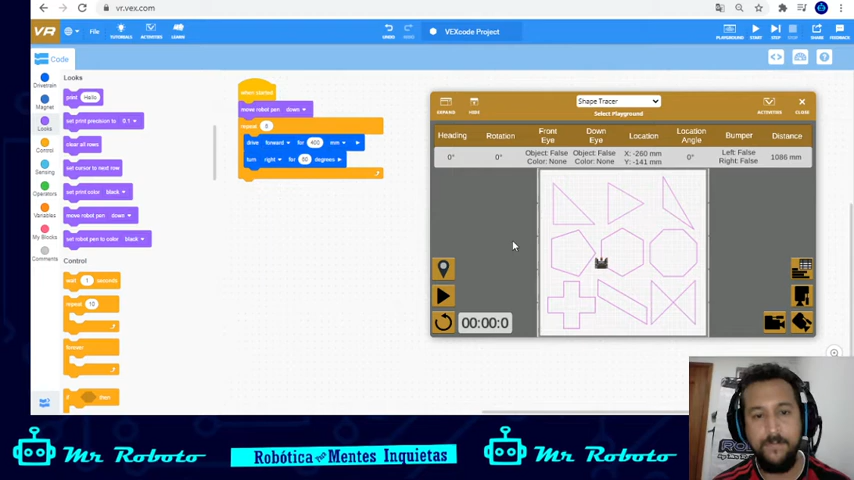 vr.vex.com
VR
File
TUTORIALS
ACTIVITIES
LEARN
UNDO
REDO
VEXcode Project
PLAYGROUND
START
STEP
STOP
SHARE
FEEDBACK
Code
Drivetrain
Magnet
Looks
Control
Sensing
Operators
Variables
My Blocks
Comments
Looks
print Hello
set print precision to 0.1
clear all rows
set cursor to next row
set print color black
move robot pen down
set robot pen to color black
Control
wait 1 seconds
repeat 10
forever
if then
when started
move robot pen down
repeat
drive forward for 400 mm
turn right for 60 degrees
EXPAND
HIDE
Shape Tracer
Select Playground
ACTIVITIES
CLOSE
Heading Rotation Front Eye Down Eye Location Location Angle Bumper Distance
0° 0° Object: False Color: None Object: False Color: None X: -260 mm Y: -141 mm 0° Left: False Right: False 1086 mm
00:00:0
Mr Roboto
Robótica para Mentes Inquietas
Mr Roboto